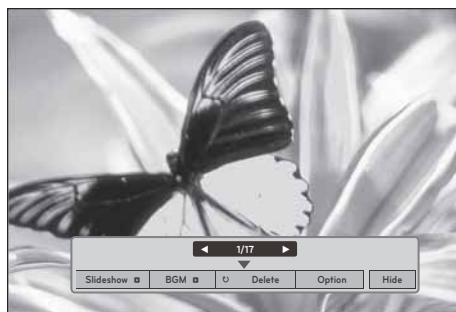 ◄ 1/17 ►
Slideshow BGM ↻ Delete Option Hide